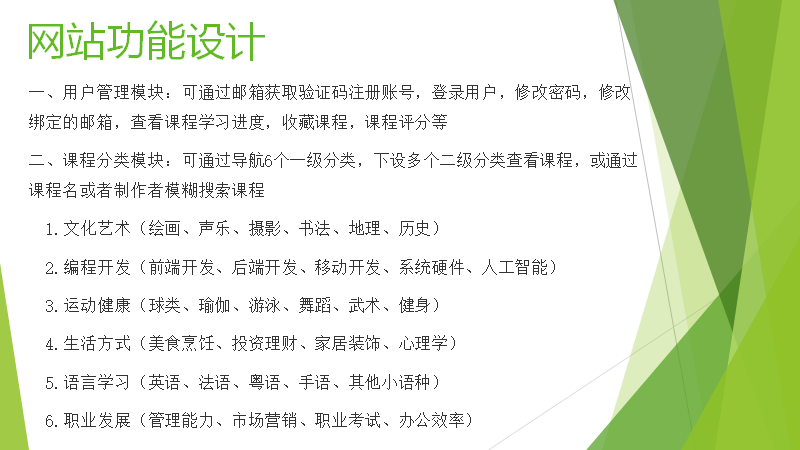 网站功能设计
一、用户管理模块：可通过邮箱获取验证码注册账号，登录用户，修改密码，修改
绑定的邮箱，查看课程学习进度，收藏课程，课程评分等
二、课程分类模块：可通过导航6个一级分类，下设多个二级分类查看课程，或通过
课程名或者制作者模糊搜索课程
1.文化艺术（绘画、声乐、摄影、书法、地理、历史）
2.编程开发（前端开发、后端开发、移动开发、系统硬件、人工智能）
3.运动健康（球类、瑜伽、游泳、舞蹈、武术、健身）
4.生活方式（美食烹饪、投资理财、家居装饰、心理学）
5.语言学习（英语、法语、粤语、手语、其他小语种）
6.职业发展（管理能力、市场营销、职业考试、办公效率）